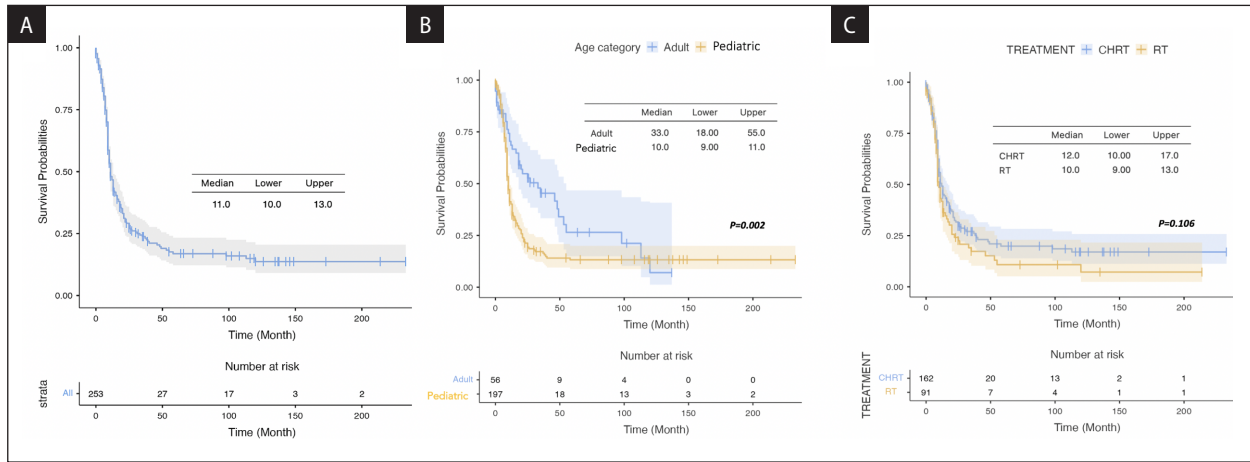 A
1.00
0.75
0.50
0.25
0.00
Survival Probabilities
Median Lower Upper
11.0 10.0 13.0
0 50 100 150 200
Time (Month)
Number at risk
strata
All 253 27 17 3 2
0 50 100 150 200
Time (Month)
B
Age category Adult Pediatric
1.00
0.75
0.50
0.25
0.00
Survival Probabilities
Median Lower Upper
Adult 33.0 18.00 55.0
Pediatric 10.0 9.00 11.0
P=0.002
0 50 100 150 200
Time (Month)
Number at risk
Adult 56 9 4 0 0
Pediatric 197 18 13 3 2
0 50 100 150 200
Time (Month)
C
TREATMENT CHRT RT
1.00
0.75
0.50
0.25
0.00
Survival Probabilities
Median Lower Upper
CHRT 12.0 10.00 17.0
RT 10.0 9.00 13.0
P=0.106
0 50 100 150 200
Time (Month)
Number at risk
TREATMENT
CHRT 162 20 13 2 1
RT 91 7 4 1 1
0 50 100 150 200
Time (Month)